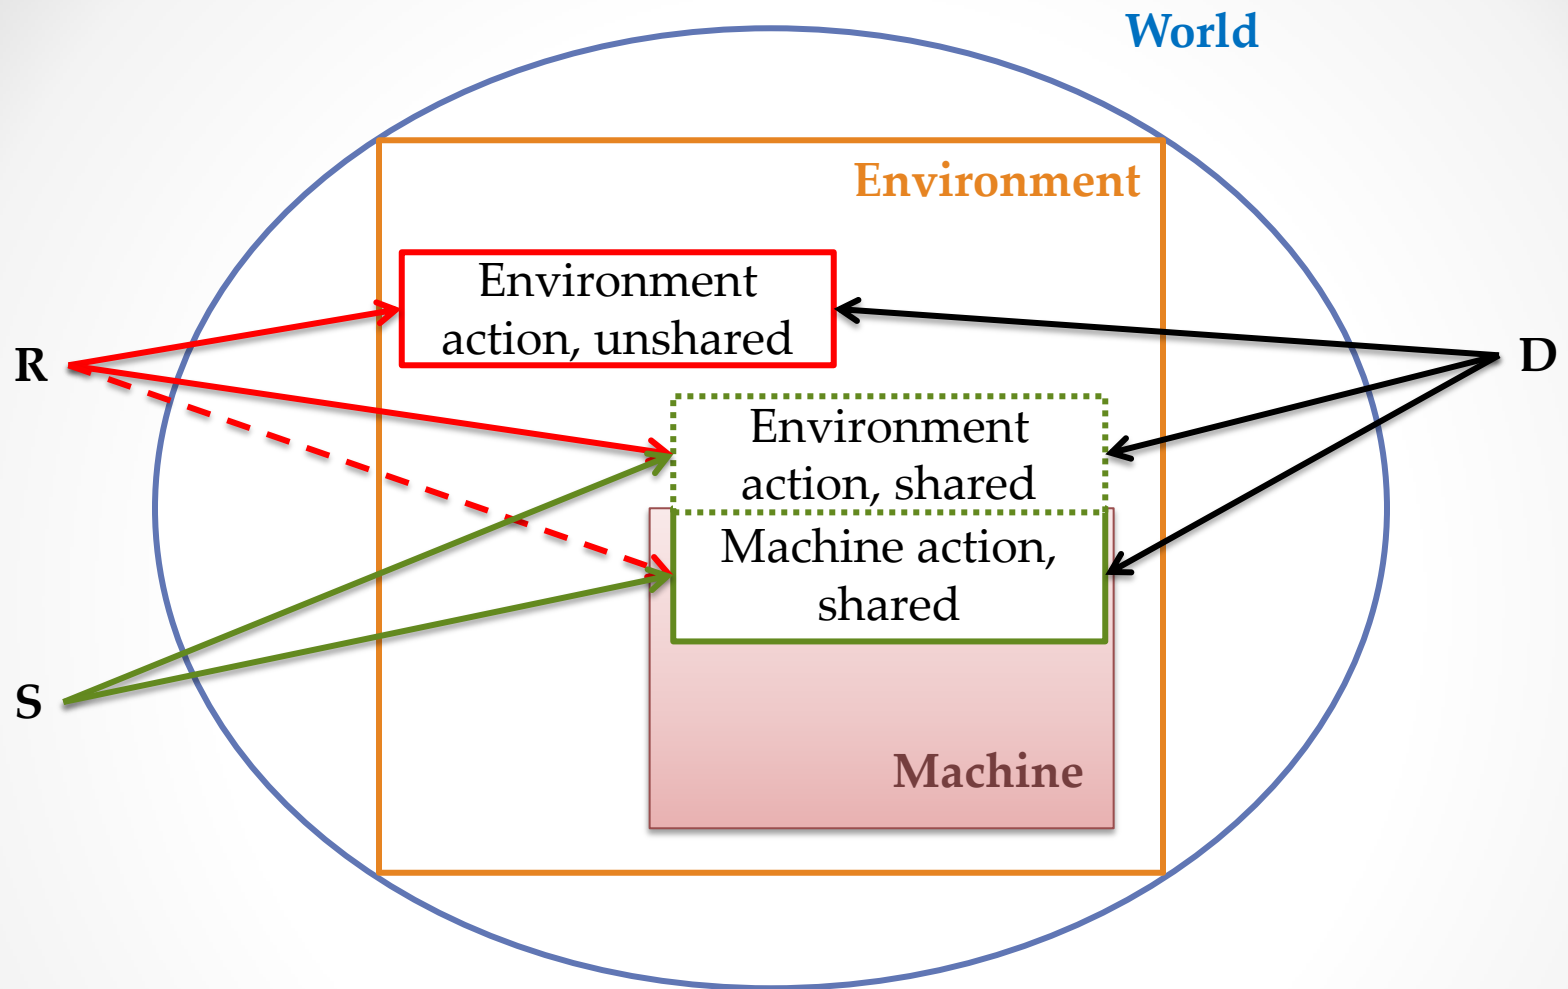 World
Environment
Environment
action, unshared
R
D
Environment
action, shared
Machine action,
shared
S
Machine